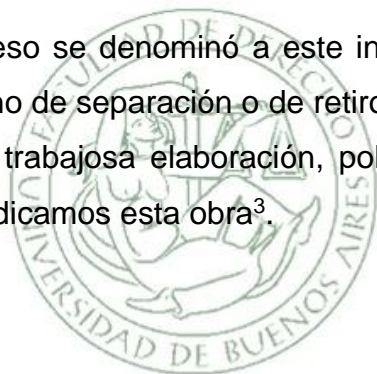 eso se denominó a este in
no de separación o de retiro
trabajosa elaboración, pol
dicamos esta obra³.
FACULTAD DE DERECHO
UNIVERSIDAD DE BUENOS AIRES